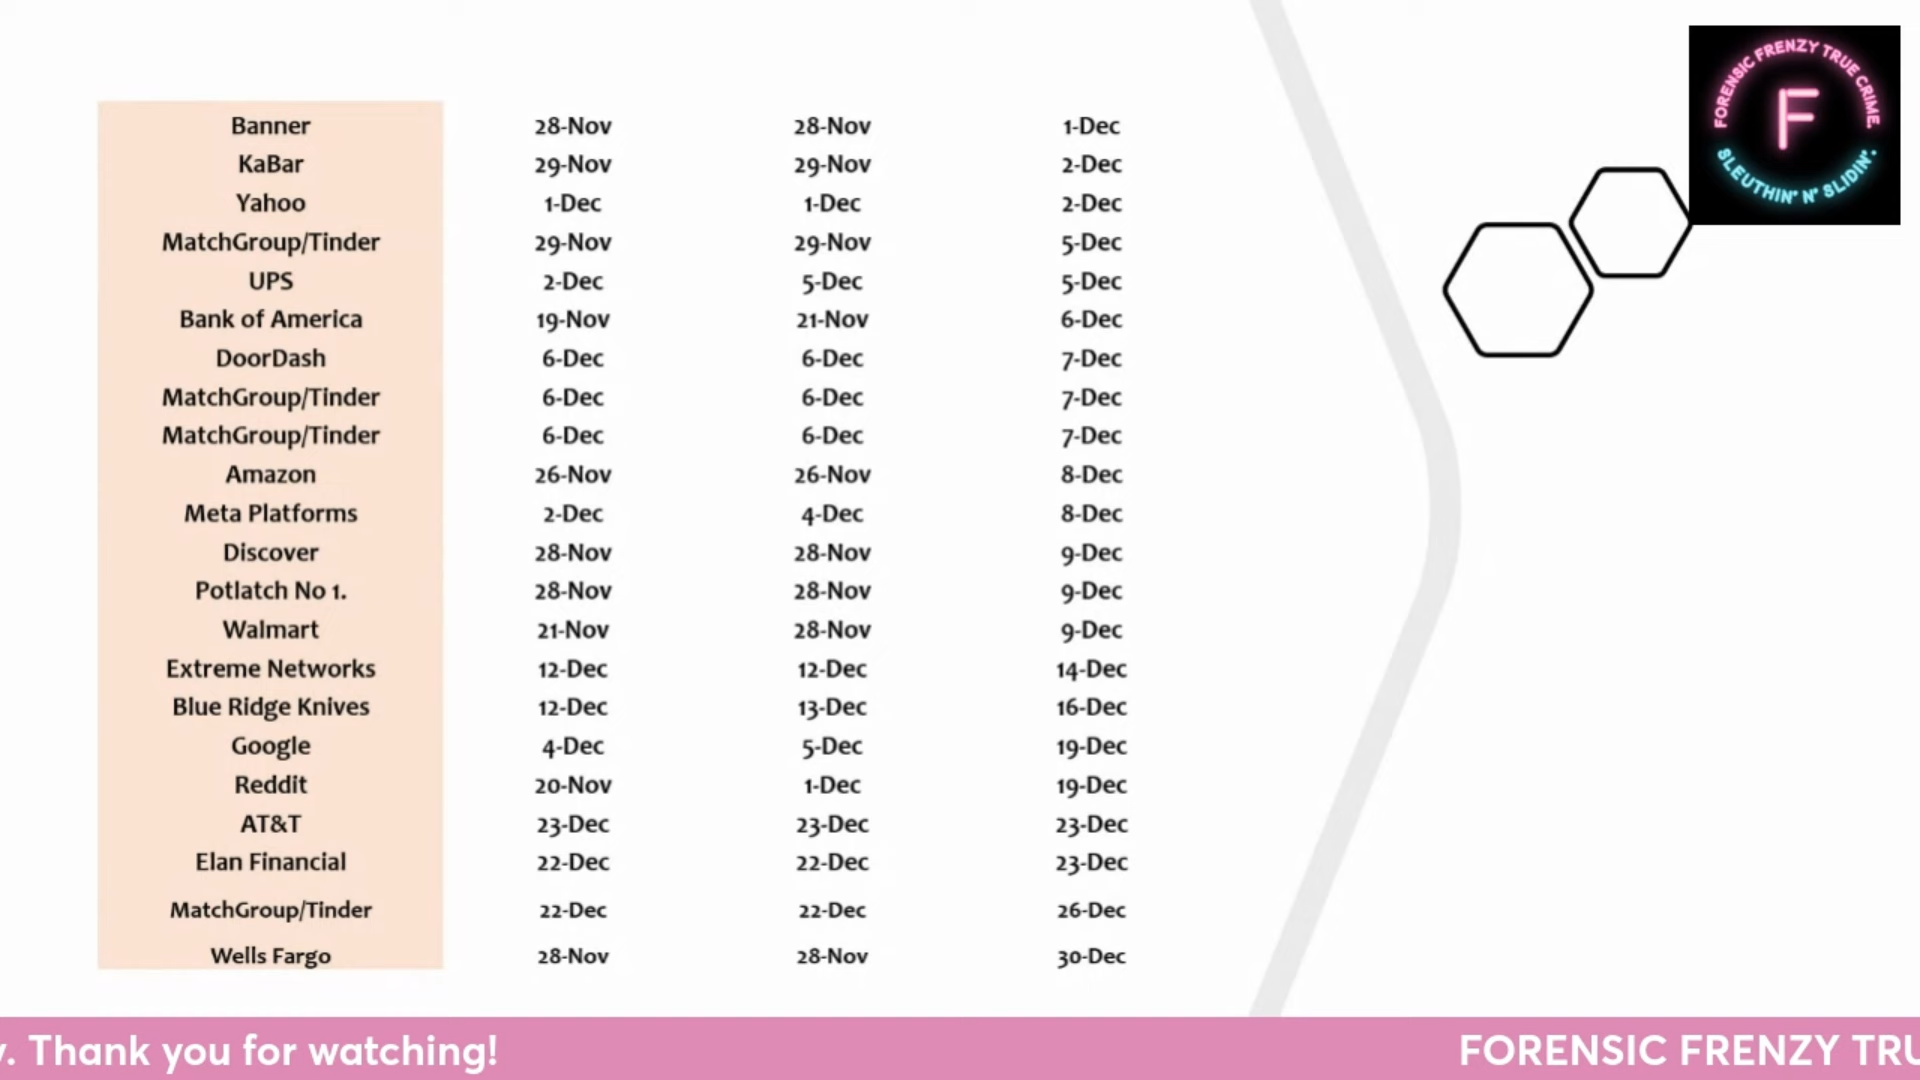 FORENSIC FRENZY TRUE CRIME.
F
SLEUTHIN' N' SLIDIN'.
Banner 28-Nov 28-Nov 1-Dec
KaBar 29-Nov 29-Nov 2-Dec
Yahoo 1-Dec 1-Dec 2-Dec
MatchGroup/Tinder 29-Nov 29-Nov 5-Dec
UPS 2-Dec 5-Dec 5-Dec
Bank of America 19-Nov 21-Nov 6-Dec
DoorDash 6-Dec 6-Dec 7-Dec
MatchGroup/Tinder 6-Dec 6-Dec 7-Dec
MatchGroup/Tinder 6-Dec 6-Dec 7-Dec
Amazon 26-Nov 26-Nov 8-Dec
Meta Platforms 2-Dec 4-Dec 8-Dec
Discover 28-Nov 28-Nov 9-Dec
Potlatch No 1. 28-Nov 28-Nov 9-Dec
Walmart 21-Nov 28-Nov 9-Dec
Extreme Networks 12-Dec 12-Dec 14-Dec
Blue Ridge Knives 12-Dec 13-Dec 16-Dec
Google 4-Dec 5-Dec 19-Dec
Reddit 20-Nov 1-Dec 19-Dec
AT&T 23-Dec 23-Dec 23-Dec
Elan Financial 22-Dec 22-Dec 23-Dec
MatchGroup/Tinder 22-Dec 22-Dec 26-Dec
Wells Fargo 28-Nov 28-Nov 30-Dec
y. Thank you for watching! FORENSIC FRENZY TRU